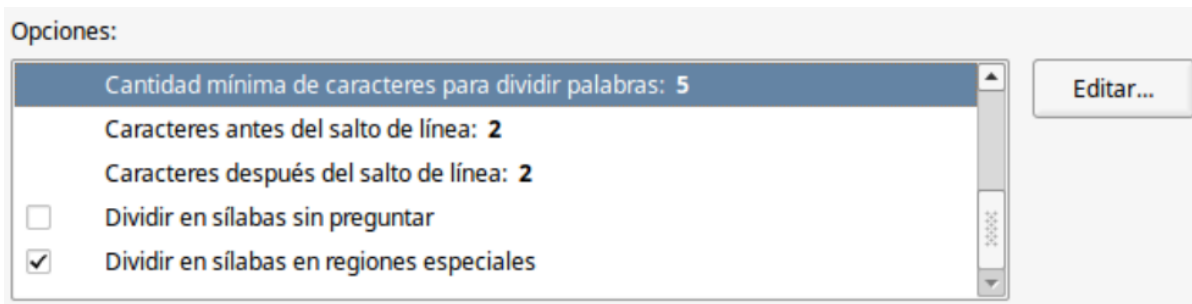 Opciones:
Cantidad mínima de caracteres para dividir palabras: 5
Editar...
Caracteres antes del salto de línea: 2
Caracteres después del salto de línea: 2
Dividir en sílabas sin preguntar
Dividir en sílabas en regiones especiales